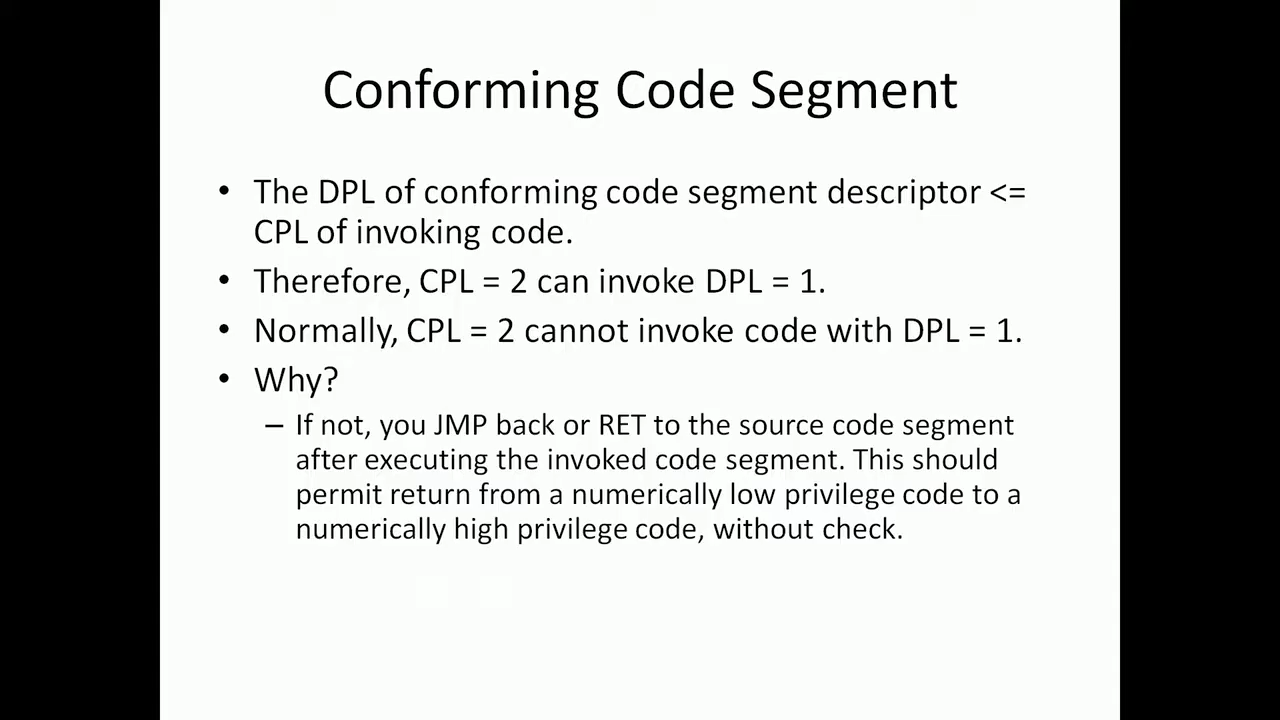 Conforming Code Segment
• The DPL of conforming code segment descriptor <=
CPL of invoking code.
• Therefore, CPL = 2 can invoke DPL = 1.
• Normally, CPL = 2 cannot invoke code with DPL = 1.
• Why?
– If not, you JMP back or RET to the source code segment
after executing the invoked code segment. This should
permit return from a numerically low privilege code to a
numerically high privilege code, without check.